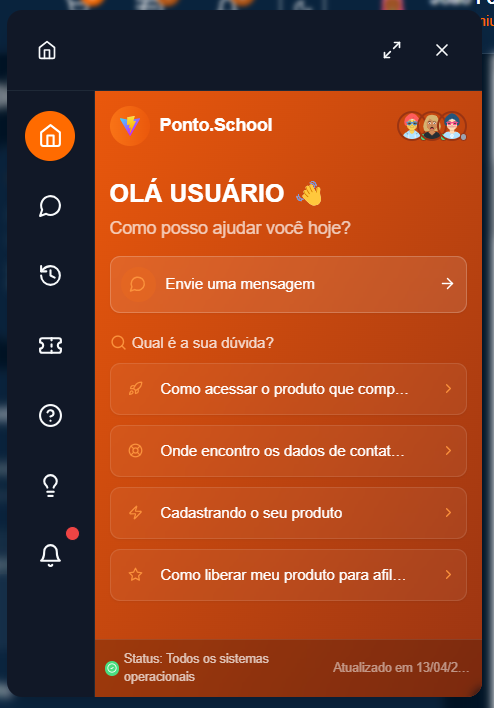 Ponto.School
OLÁ USUÁRIO 👋
Como posso ajudar você hoje?
Envie uma mensagem
Qual é a sua dúvida?
Como acessar o produto que comp...
Onde encontro os dados de contat...
Cadastrando o seu produto
Como liberar meu produto para afil...
Status: Todos os sistemas
operacionais
Atualizado em 13/04/2...